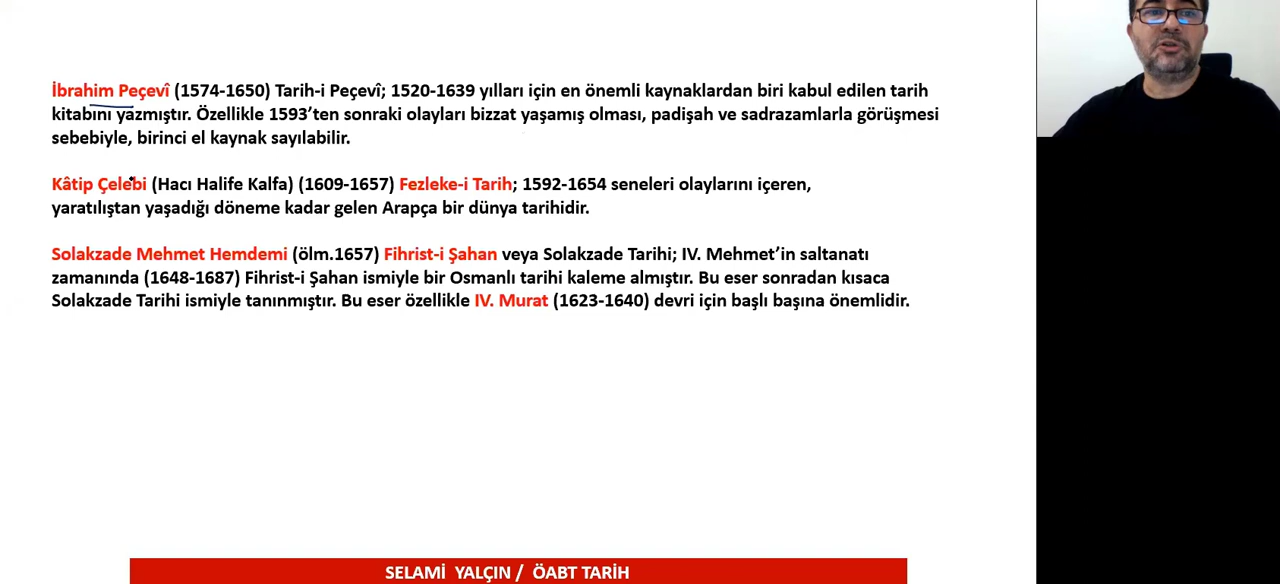 İbrahim Peçevî (1574-1650) Tarih-i Peçevî; 1520-1639 yılları için en önemli kaynaklardan biri kabul edilen tarih
kitabını yazmıştır. Özellikle 1593’ten sonraki olayları bizzat yaşamış olması, padişah ve sadrazamlarla görüşmesi
sebebiyle, birinci el kaynak sayılabilir.
Kâtip Çelebi (Hacı Halife Kalfa) (1609-1657) Fezleke-i Tarih; 1592-1654 seneleri olaylarını içeren,
yaratılıştan yaşadığı döneme kadar gelen Arapça bir dünya tarihidir.
Solakzade Mehmet Hemdemi (ölm.1657) Fihrist-i Şahan veya Solakzade Tarihi; IV. Mehmet’in saltanatı
zamanında (1648-1687) Fihrist-i Şahan ismiyle bir Osmanlı tarihi kaleme almıştır. Bu eser sonradan kısaca
Solakzade Tarihi ismiyle tanınmıştır. Bu eser özellikle IV. Murat (1623-1640) devri için başlı başına önemlidir.
SELAMİ YALÇIN / ÖABT TARİH